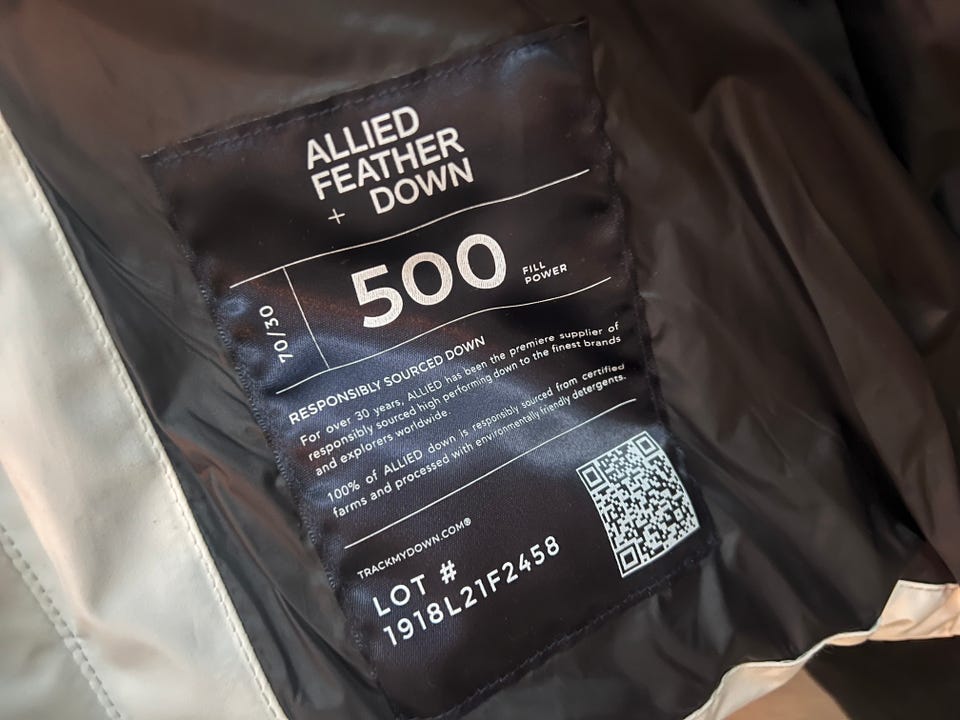 ALLIED
FEATHER
+ DOWN
70/30
500 FILL
POWER
RESPONSIBLY SOURCED DOWN
For over 30 years, ALLIED has been the premiere supplier of
responsibly sourced high performing down to the finest brands
and explorers worldwide.
100% of ALLIED down is responsibly sourced from certified
farms and processed with environmentally friendly detergents.
TRACKMYDOWN.COM®
LOT #
1918L21F2458